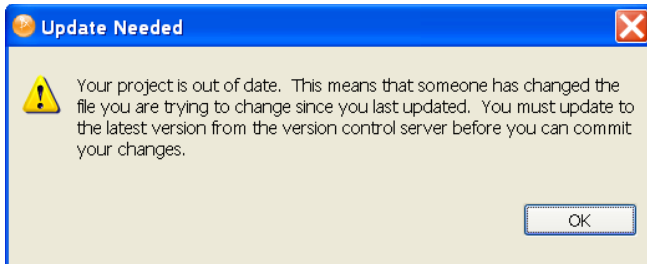 Update Needed
Your project is out of date.  This means that someone has changed the
file you are trying to change since you last updated.  You must update to
the latest version from the version control server before you can commit
your changes.
OK